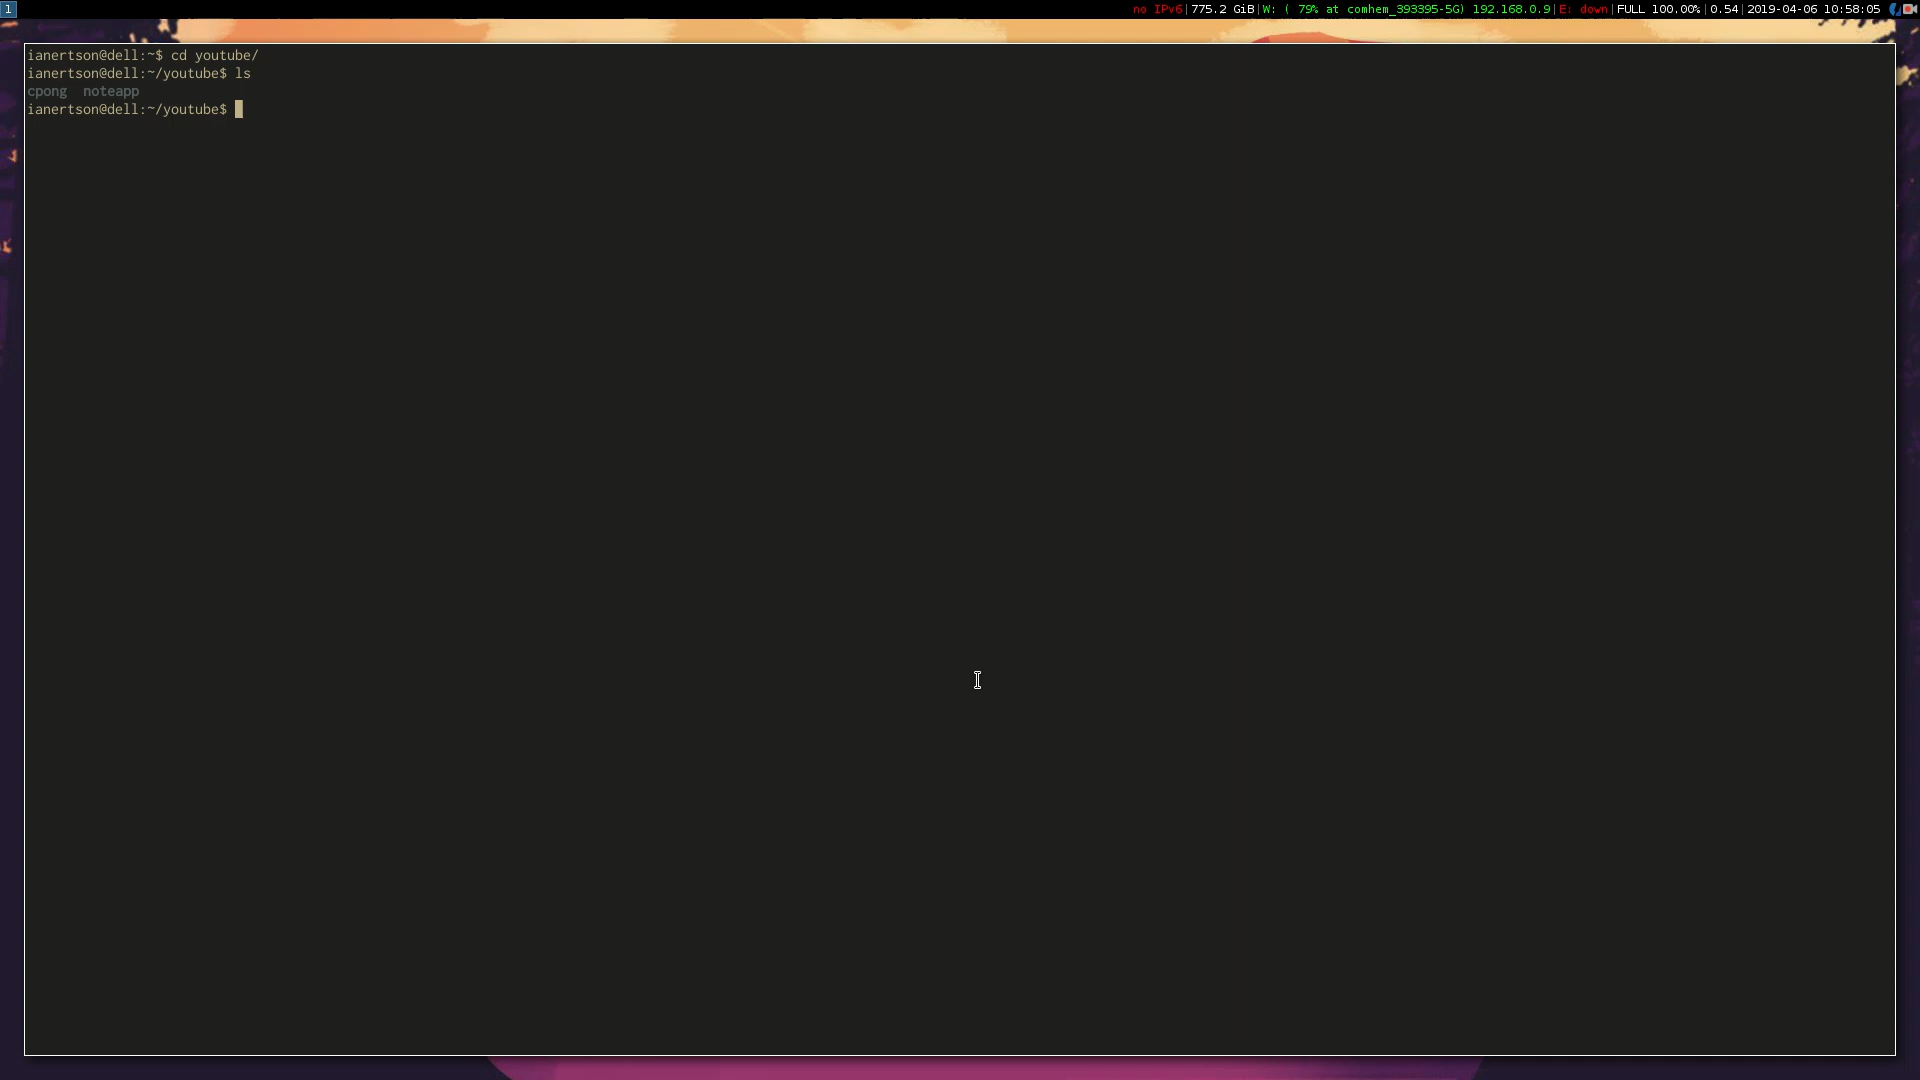 1
no IPv6|775.2 GiB|W: ( 79% at comhem_393395-5G) 192.168.0.9|E: down|FULL 100.00%|0.54|2019-04-06 10:58:05
ianertson@dell:~$ cd youtube/
ianertson@dell:~/youtube$ ls
cpong  noteapp
ianertson@dell:~/youtube$